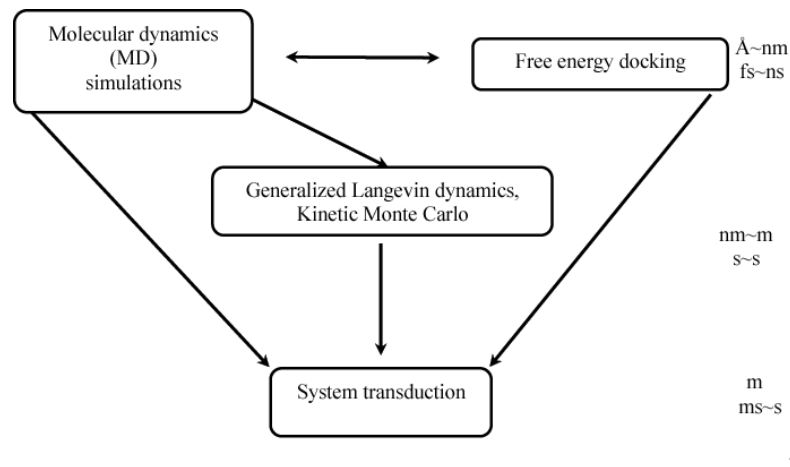 Molecular dynamics
(MD)
simulations
Free energy docking
Å~nm
fs~ns
Generalized Langevin dynamics,
Kinetic Monte Carlo
nm~m
s~s
System transduction
m
ms~s